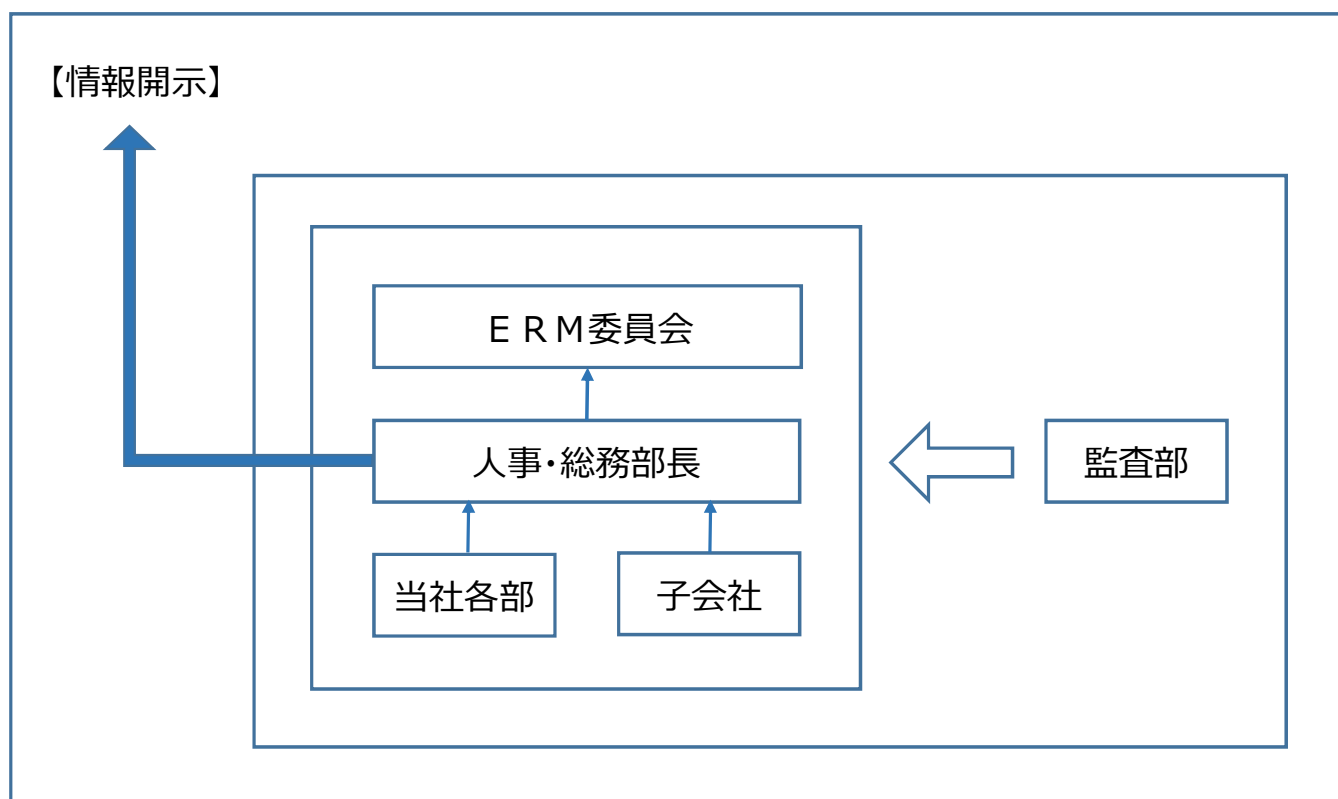 【情報開示】
ＥＲＭ委員会
人事・総務部長
監査部
当社各部
子会社